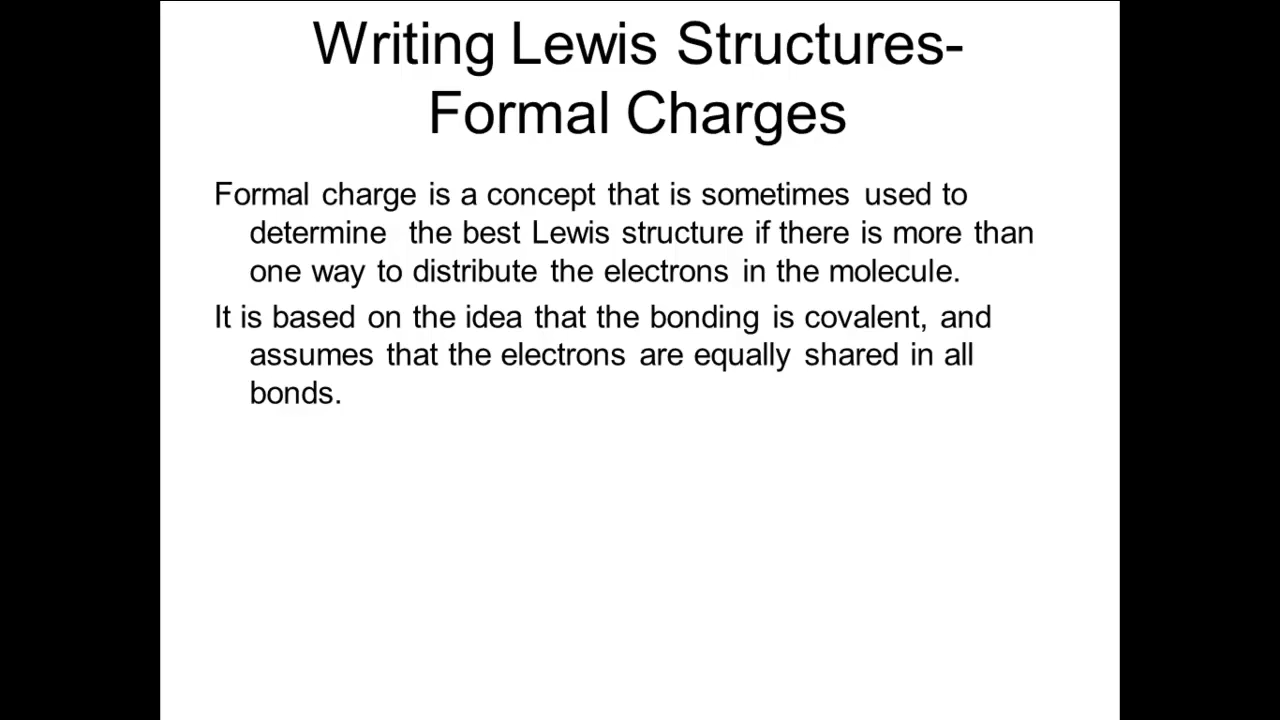 Writing Lewis Structures-
Formal Charges
Formal charge is a concept that is sometimes used to
determine the best Lewis structure if there is more than
one way to distribute the electrons in the molecule.
It is based on the idea that the bonding is covalent, and
assumes that the electrons are equally shared in all
bonds.